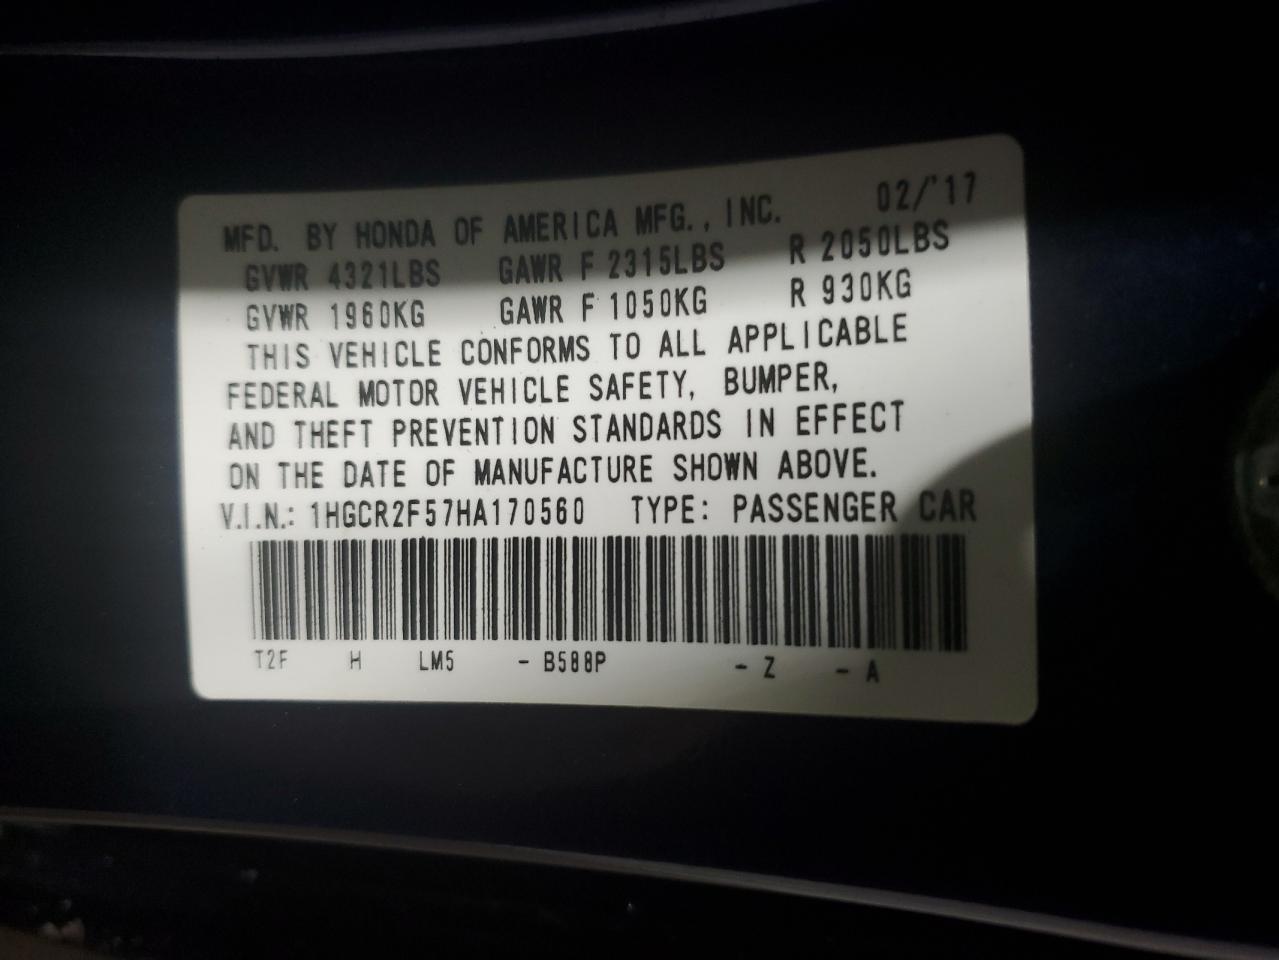 MFD. BY HONDA OF AMERICA MFG., INC. 02/'17
GVWR 4321LBS GAWR F 2315LBS R 2050LBS
GVWR 1960KG GAWR F 1050KG R 930KG
THIS VEHICLE CONFORMS TO ALL APPLICABLE
FEDERAL MOTOR VEHICLE SAFETY, BUMPER,
AND THEFT PREVENTION STANDARDS IN EFFECT
ON THE DATE OF MANUFACTURE SHOWN ABOVE.
V.I.N.: 1HGCR2F57HA170560 TYPE: PASSENGER CAR
T2F H LM5 - B588P - Z - A